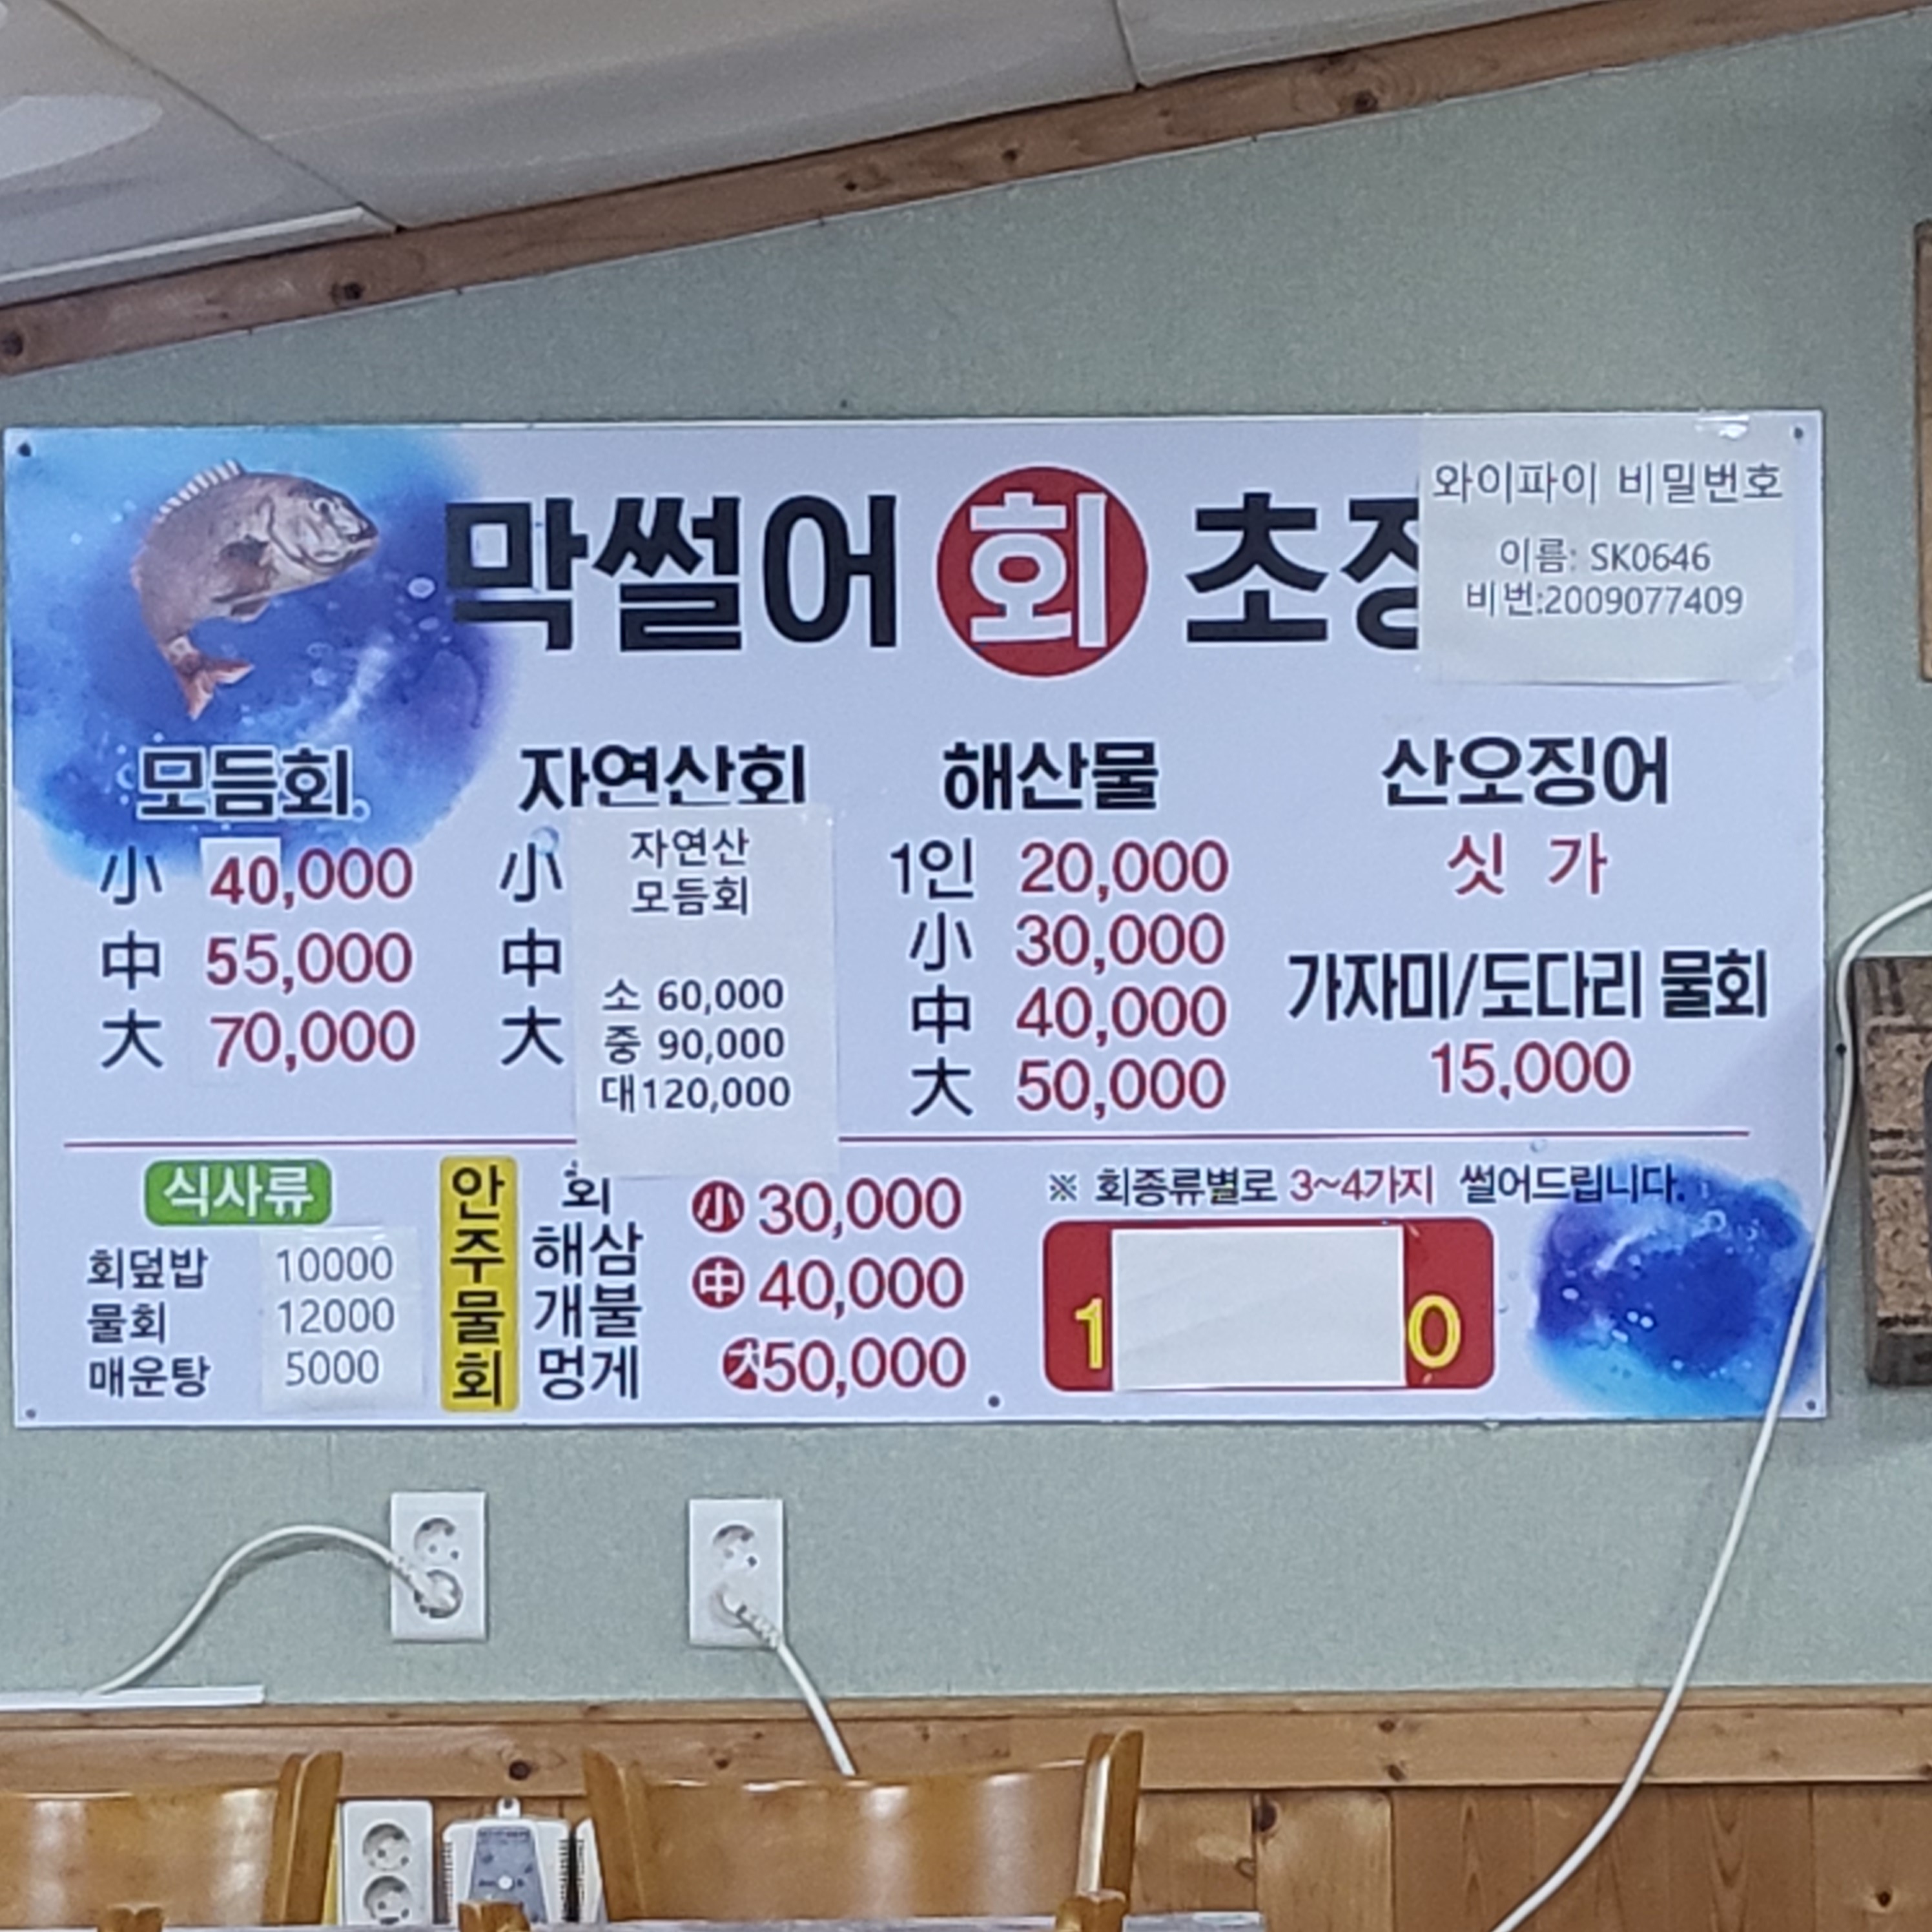 막썰어 회 초장
와이파이 비밀번호
이름: SK0646
비번:2009077409
모듬회
小 40,000
中 55,000
大 70,000
자연산회
小
中
大
자연산
모듬회
소 60,000
중 90,000
대120,000
해산물
1인 20,000
小 30,000
中 40,000
大 50,000
산오징어
싯 가
가자미/도다리 물회
15,000
식사류
회덮밥 10000
물회 12000
매운탕 5000
안주물회
회
해삼
개불
멍게
小 30,000
中 40,000
大 50,000
※ 회종류별로 3~4가지 썰어드립니다.
1 0